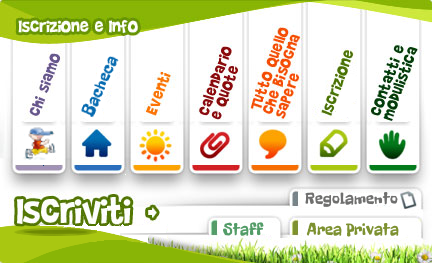 Iscrizione e Info
Chi siamo
Bacheca
Eventi
Calendario
e quote
Tutto quello
che bisogna
sapere
Iscrizione
Contatti e
modulistica
Iscriviti
Regolamento
Staff
Area Privata